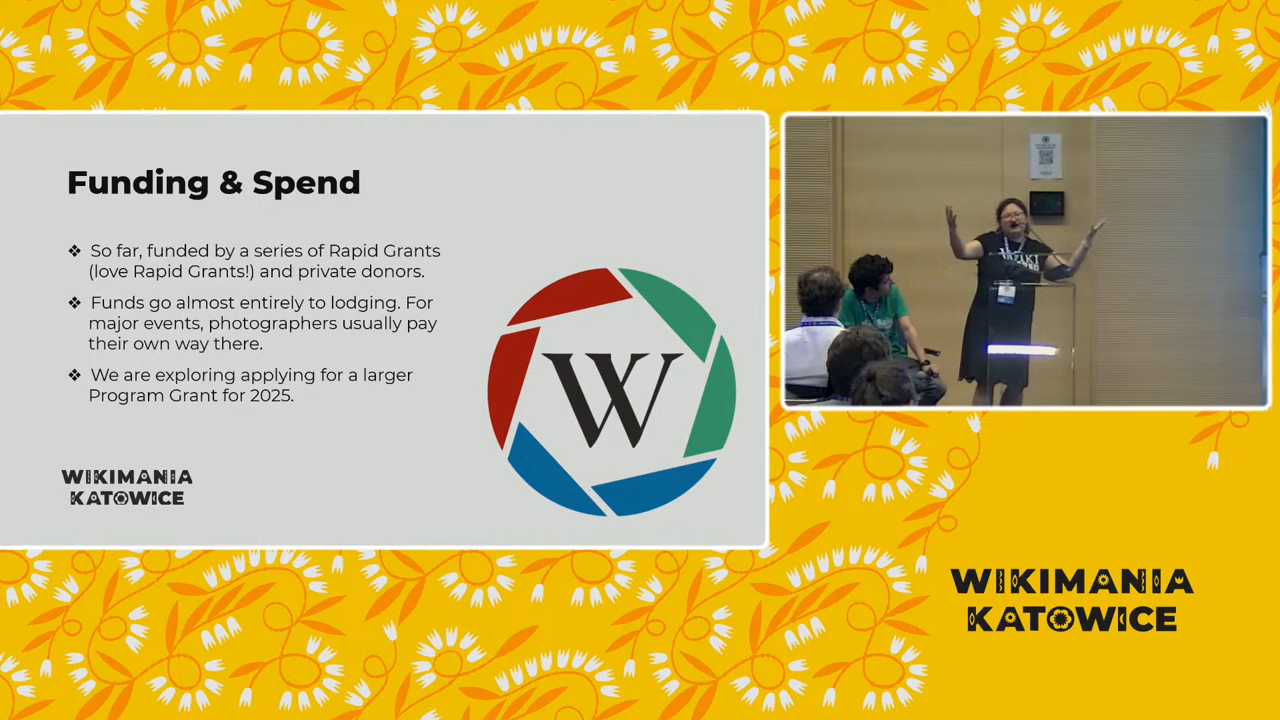 Funding & Spend
❖ So far, funded by a series of Rapid Grants
(love Rapid Grants!) and private donors.
❖ Funds go almost entirely to lodging. For
major events, photographers usually pay
their own way there.
❖ We are exploring applying for a larger
Program Grant for 2025.
W
WIKIMANIA
KATOWICE
WIKIMANIA
KATOWICE